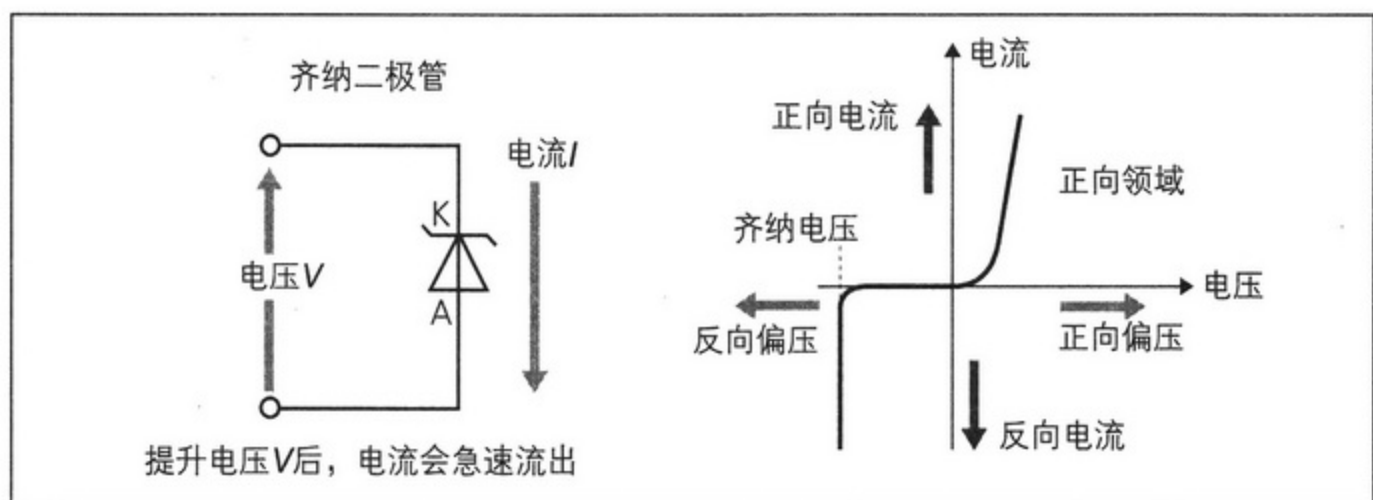 齐纳二极管
电流I
K
电压V
A
提升电压V后，电流会急速流出
电流
正向电流
正向领域
齐纳电压
电压
反向偏压
正向偏压
反向电流